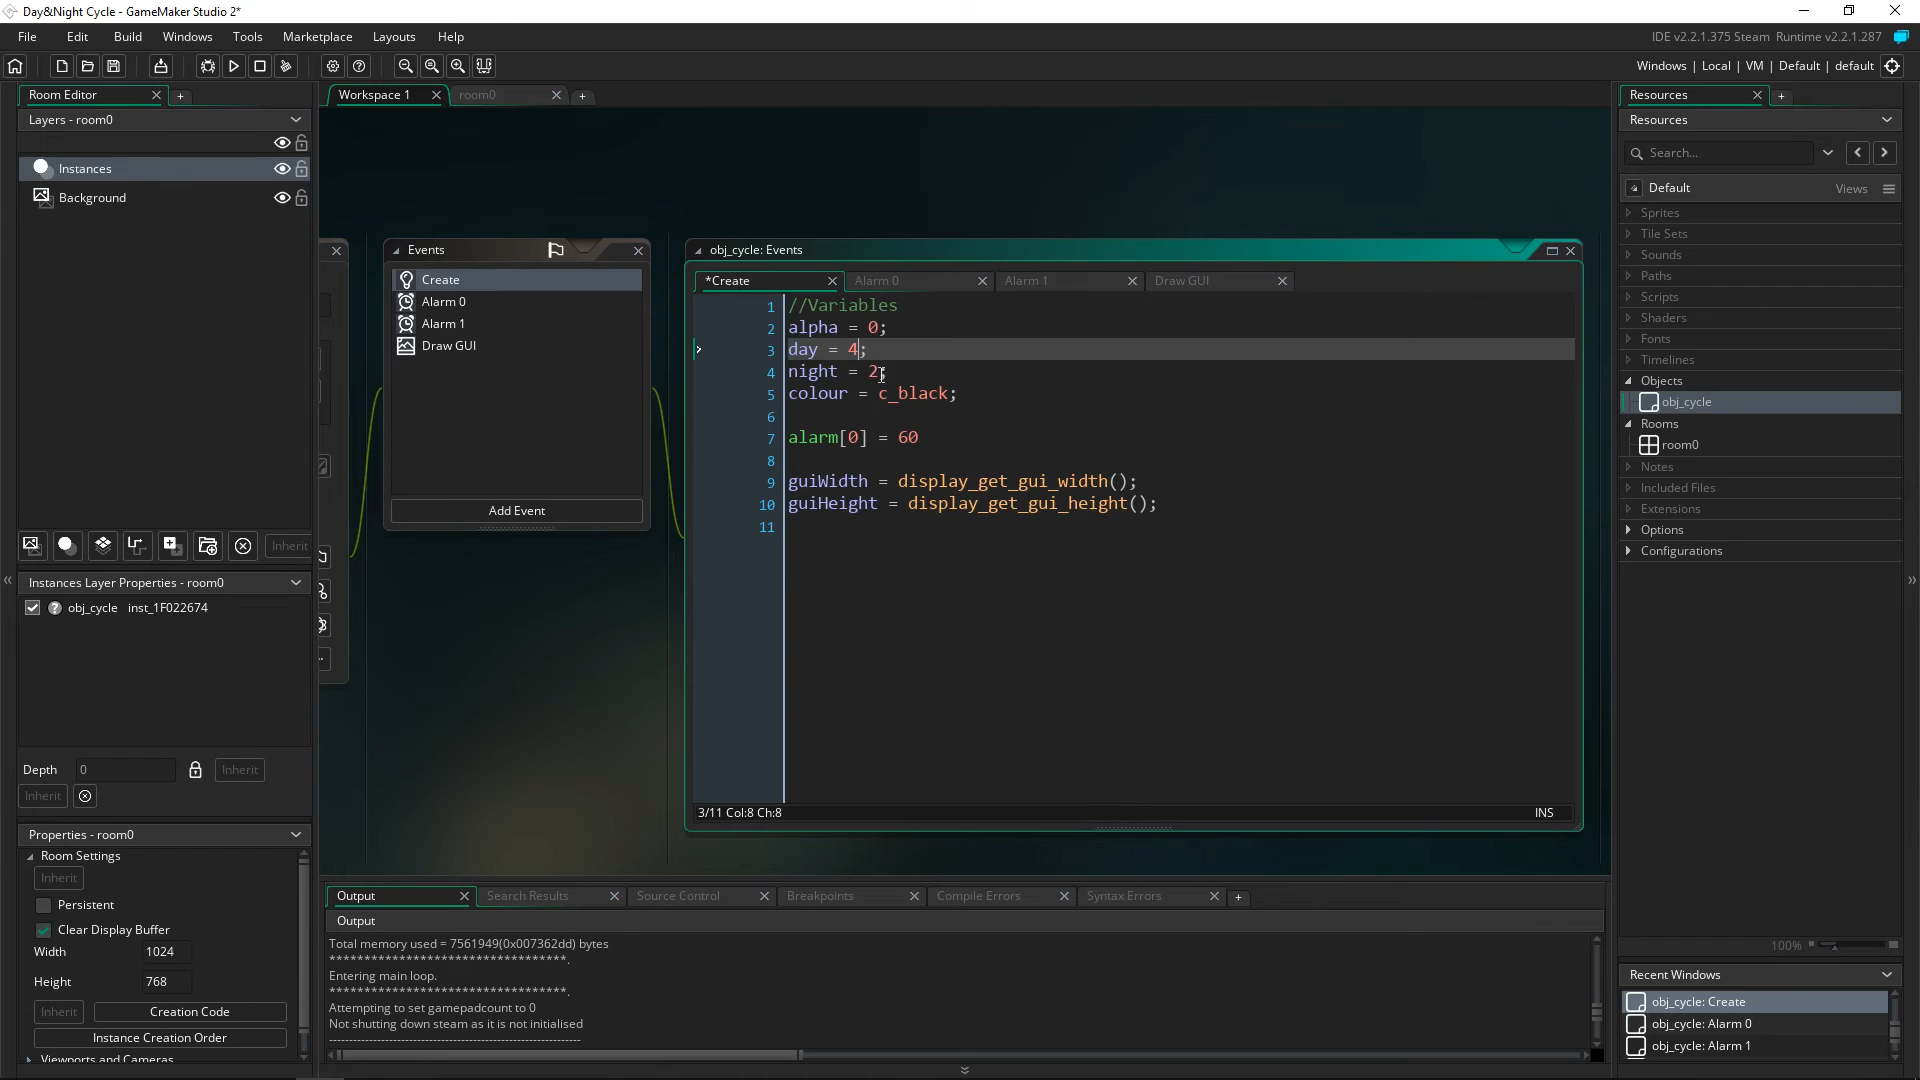 Day&Night Cycle - GameMaker Studio 2*
File Edit Build Windows Tools Marketplace Layouts Help
IDE v2.2.1.375 Steam Runtime v2.2.1.287
Windows | Local | VM | Default | default
Room Editor
Layers - room0
Instances
Background
Inherit
Instances Layer Properties - room0
obj_cycle inst_1F022674
Depth 0 Inherit
Inherit
Properties - room0
Room Settings
Inherit
Persistent
Clear Display Buffer
Width 1024
Height 768
Inherit Creation Code
Instance Creation Order
Viewports and Cameras
Workspace 1 room0
Events
Create
Alarm 0
Alarm 1
Draw GUI
Add Event
obj_cycle: Events
*Create Alarm 0 Alarm 1 Draw GUI
1 //Variables
2 alpha = 0;
3 day = 4;
4 night = 2;
5 colour = c_black;
6
7 alarm[0] = 60
8
9 guiWidth = display_get_gui_width();
10 guiHeight = display_get_gui_height();
11
3/11 Col:8 Ch:8 INS
Output Search Results Source Control Breakpoints Compile Errors Syntax Errors
Output
Total memory used = 7561949(0x007362dd) bytes
**********************************.
Entering main loop.
**********************************.
Attempting to set gamepadcount to 0
Not shutting down steam as it is not initialised
----------------------------------------------------------
Resources
Resources
Search...
Default Views
Sprites
Tile Sets
Sounds
Paths
Scripts
Shaders
Fonts
Timelines
Objects
obj_cycle
Rooms
room0
Notes
Included Files
Extensions
Options
Configurations
100%
Recent Windows
obj_cycle: Create
obj_cycle: Alarm 0
obj_cycle: Alarm 1